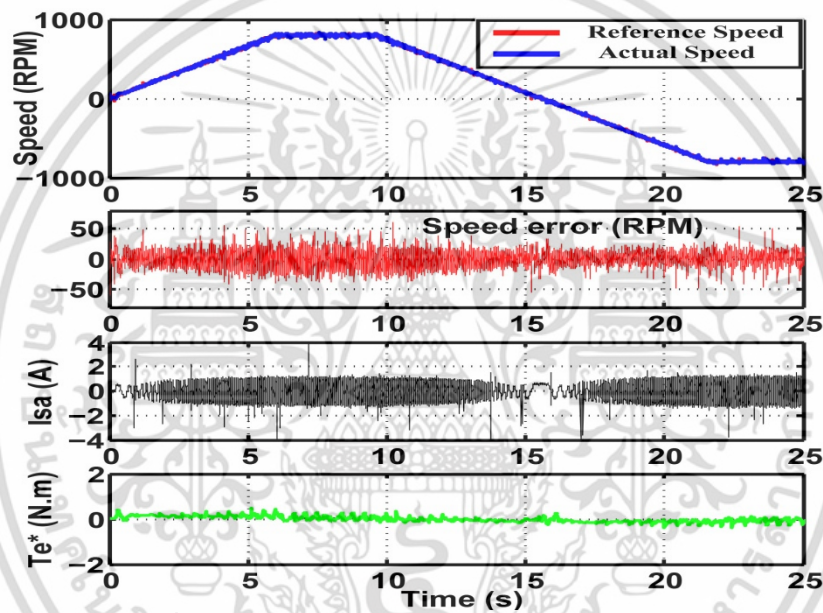 1000
Reference Speed
Actual Speed
Speed (RPM)
0
−1000
0 5 10 15 20 25
Speed error (RPM)
50
0
−50
0 5 10 15 20 25
Isa (A)
4
2
0
−2
−4
0 5 10 15 20 25
Te* (N.m)
2
0
−2
0 5 10 15 20 25
Time (s)